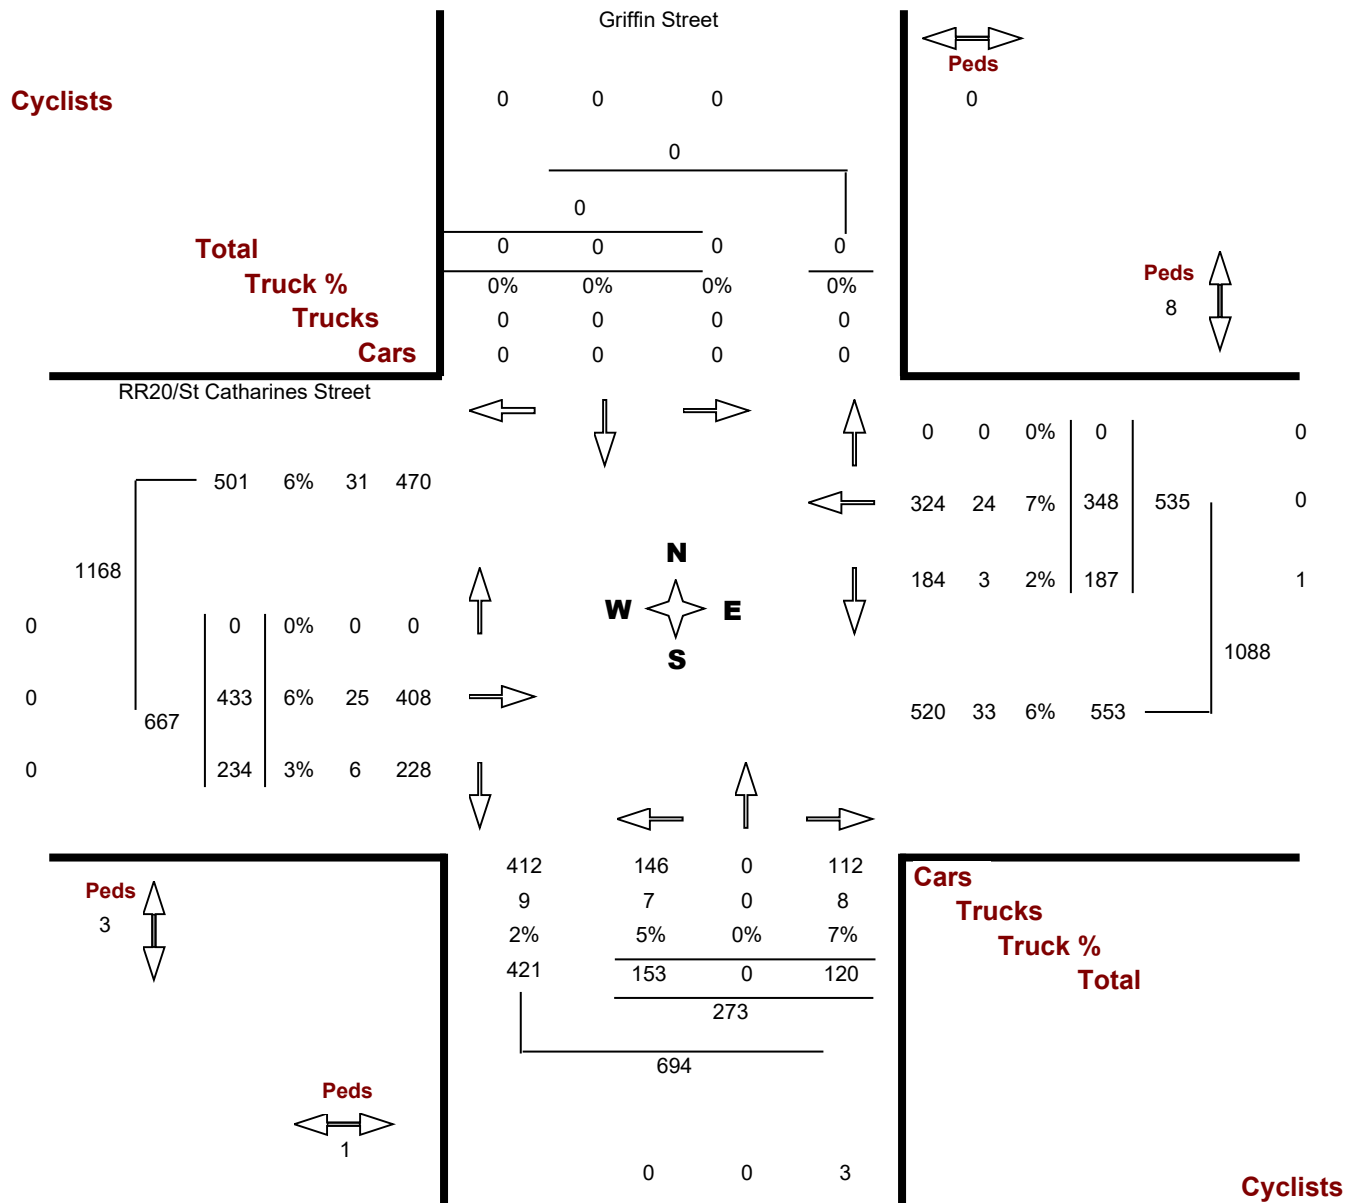 Griffin Street
Peds
0
Cyclists 0 0 0
0
0
Total 0 0 0 0
Truck % 0% 0% 0% 0%
Trucks 0 0 0 0
Cars 0 0 0 0
Peds
8
RR20/St Catharines Street
0 0 0% 0 0
501 6% 31 470
324 24 7% 348 535 0
N
1168
184 3 2% 187 1
W E
S
0 0 0% 0 0
1088
0 433 6% 25 408
667
520 33 6% 553
0 234 3% 6 228
412 146 0 112
9 7 0 8
2% 5% 0% 7%
421 153 0 120
273
694
Cars
Trucks
Truck %
Total
Peds
3
Peds
1
0 0 3
Cyclists